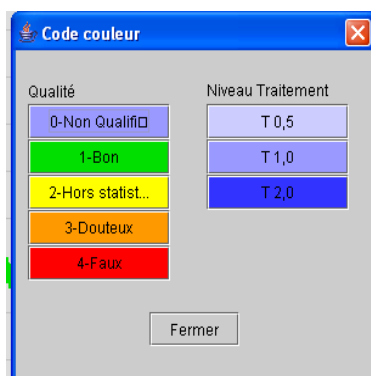 Code couleur
Qualité
0-Non Qualifi□
1-Bon
2-Hors statist...
3-Douteux
4-Faux
Niveau Traitement
T 0,5
T 1,0
T 2,0
Fermer